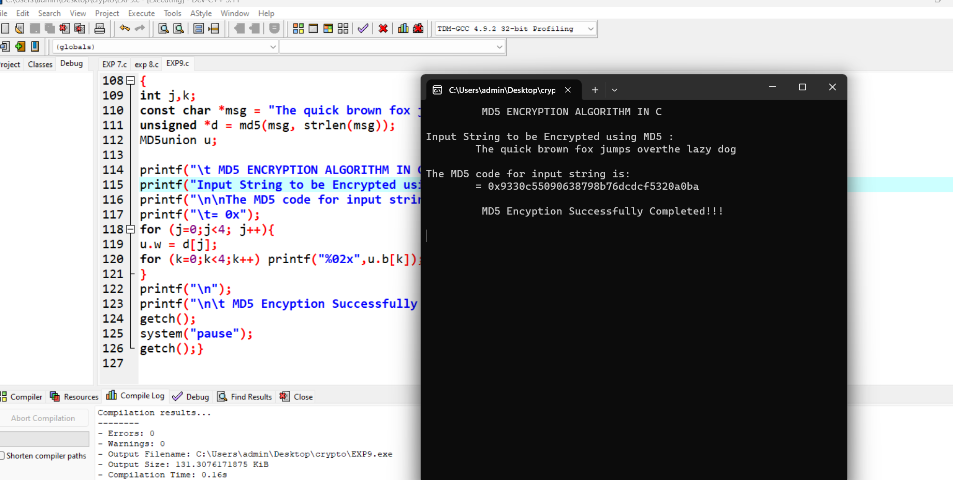 File Edit Search View Project Execute Tools AStyle Window Help
TDM-GCC 4.9.2 32-bit Profiling
(globals)
Project Classes Debug
EXP 7.c exp 8.c EXP9.c
108 {
109 int j,k;
110 const char *msg = "The quick brown fox j
111 unsigned *d = md5(msg, strlen(msg));
112 MD5union u;
113
114 printf("\t MD5 ENCRYPTION ALGORITHM IN C
115 printf("Input String to be Encrypted usi
116 printf("\n\nThe MD5 code for input strin
117 printf("\t= 0x");
118 for (j=0;j<4; j++){
119 u.w = d[j];
120 for (k=0;k<4;k++) printf("%02x",u.b[k]);
121 }
122 printf("\n");
123 printf("\n\t MD5 Encyption Successfully
124 getch();
125 system("pause");
126 getch();}
127
C:\Users\admin\Desktop\cryp
MD5 ENCRYPTION ALGORITHM IN C
Input String to be Encrypted using MD5 :
The quick brown fox jumps overthe lazy dog
The MD5 code for input string is:
= 0x9330c55090638798b76dcdcf5320a0ba
MD5 Encyption Successfully Completed!!!
Compiler Resources Compile Log Debug Find Results Close
Abort Compilation
Shorten compiler paths
Compilation results...
--------
- Errors: 0
- Warnings: 0
- Output Filename: C:\Users\admin\Desktop\crypto\EXP9.exe
- Output Size: 131.3076171875 KiB
- Compilation Time: 0.16s